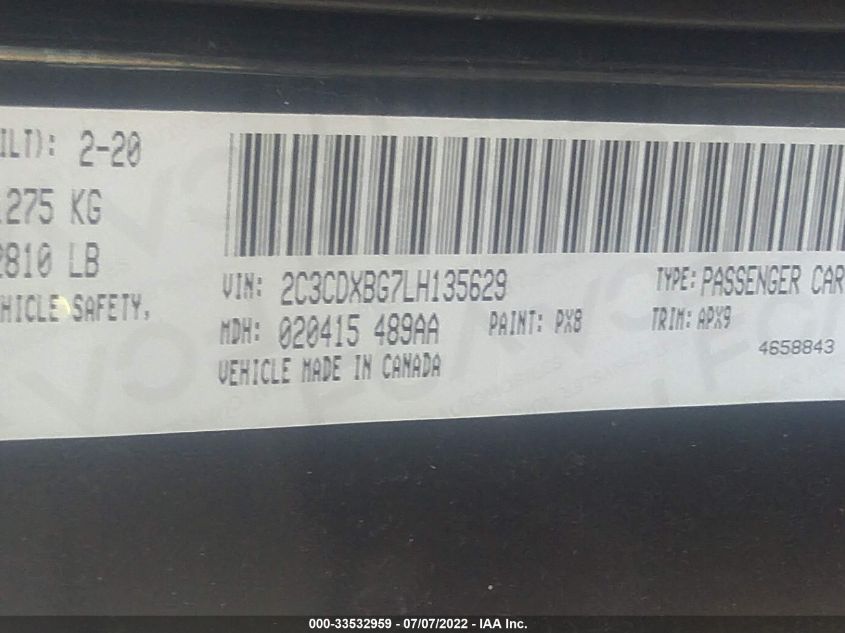 ILT): 2-20
275 KG
2810 LB
HICLE SAFETY,
VIN: 2C3CDXBG7LH135629 TYPE: PASSENGER CAR
MDH: 020415 489AA PAINT: PX8 TRIM: APX9
4658843
VEHICLE MADE IN CANADA
000-33532959 - 07/07/2022 - IAA Inc.